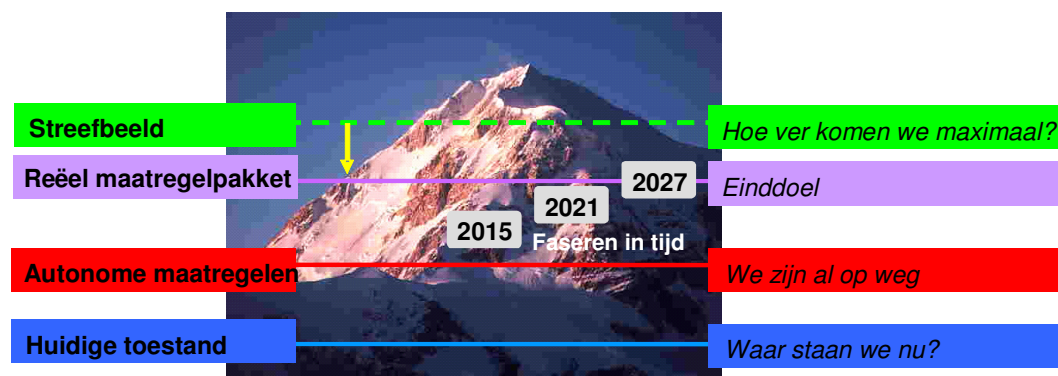 Streefbeeld
Hoe ver komen we maximaal?
Reëel maatregelpakket
2027
Einddoel
2021
2015
Faseren in tijd
Autonome maatregelen
We zijn al op weg
Huidige toestand
Waar staan we nu?